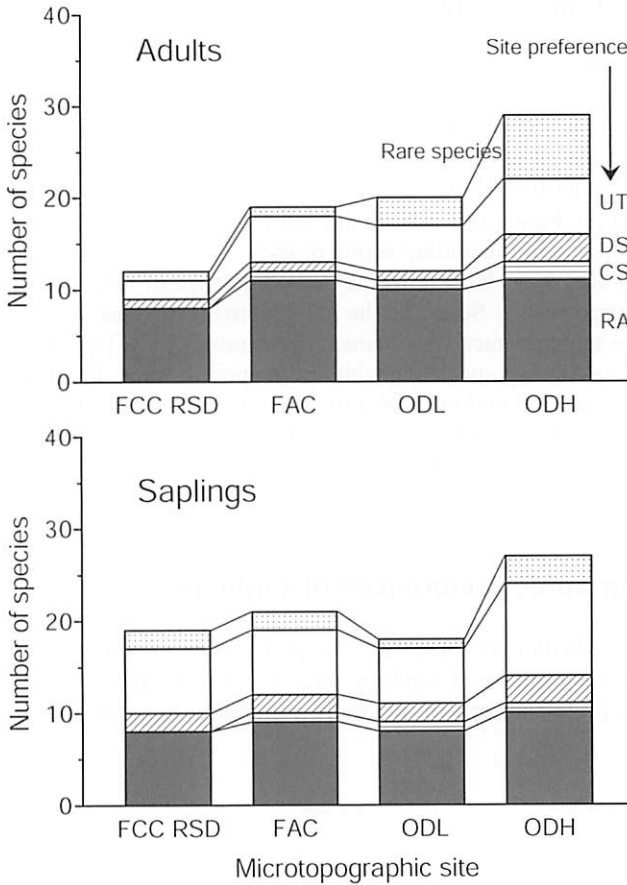 40
Adults
Site preference
30
Rare species
Number of species
20
UT
DS
10
CS
RA
0
FCC RSD FAC ODL ODH
40
Saplings
30
Number of species
20
10
0
FCC RSD FAC ODL ODH
Microtopographic site